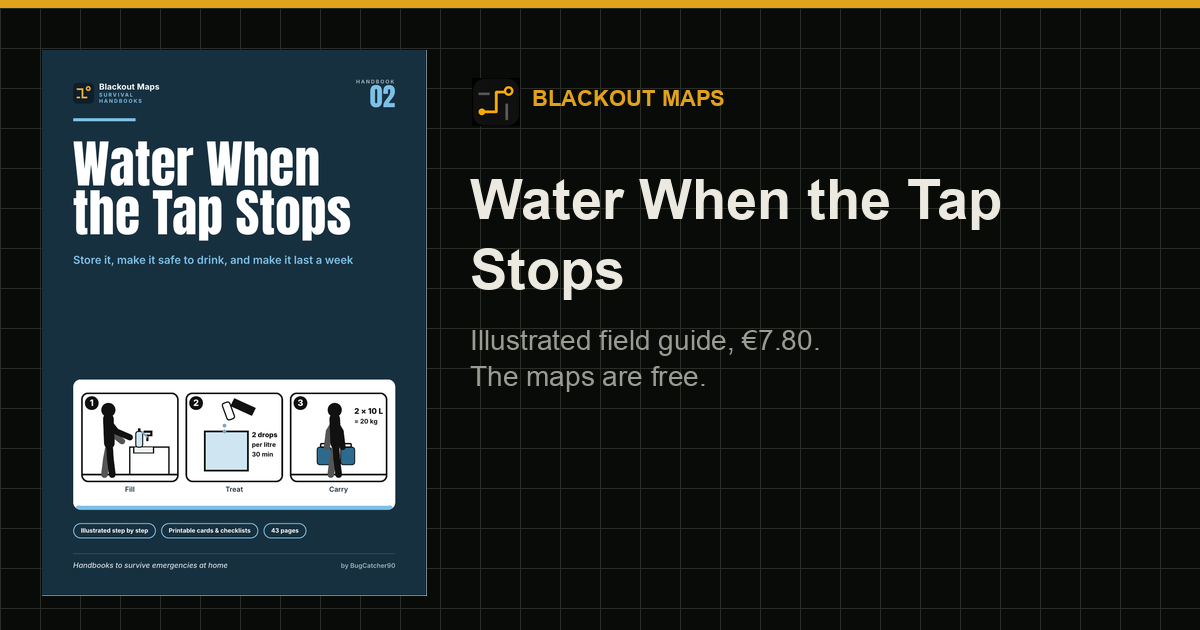 Blackout Maps
SURVIVAL
HANDBOOKS
HANDBOOK
02
Water When
the Tap Stops
Store it, make it safe to drink, and make it last a week
1
2
2 drops
per litre
30 min
3
2 × 10 L
= 20 kg
Fill
Treat
Carry
Illustrated step by step
Printable cards & checklists
43 pages
Handbooks to survive emergencies at home
by BugCatcher90
BLACKOUT MAPS
Water When the Tap
Stops
Illustrated field guide, €7.80.
The maps are free.